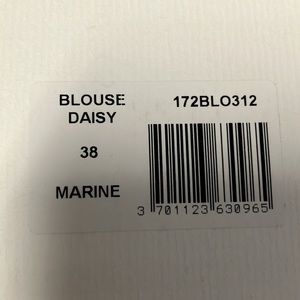 BLOUSE DAISY
172BLO312
38
MARINE
3 701123 630965